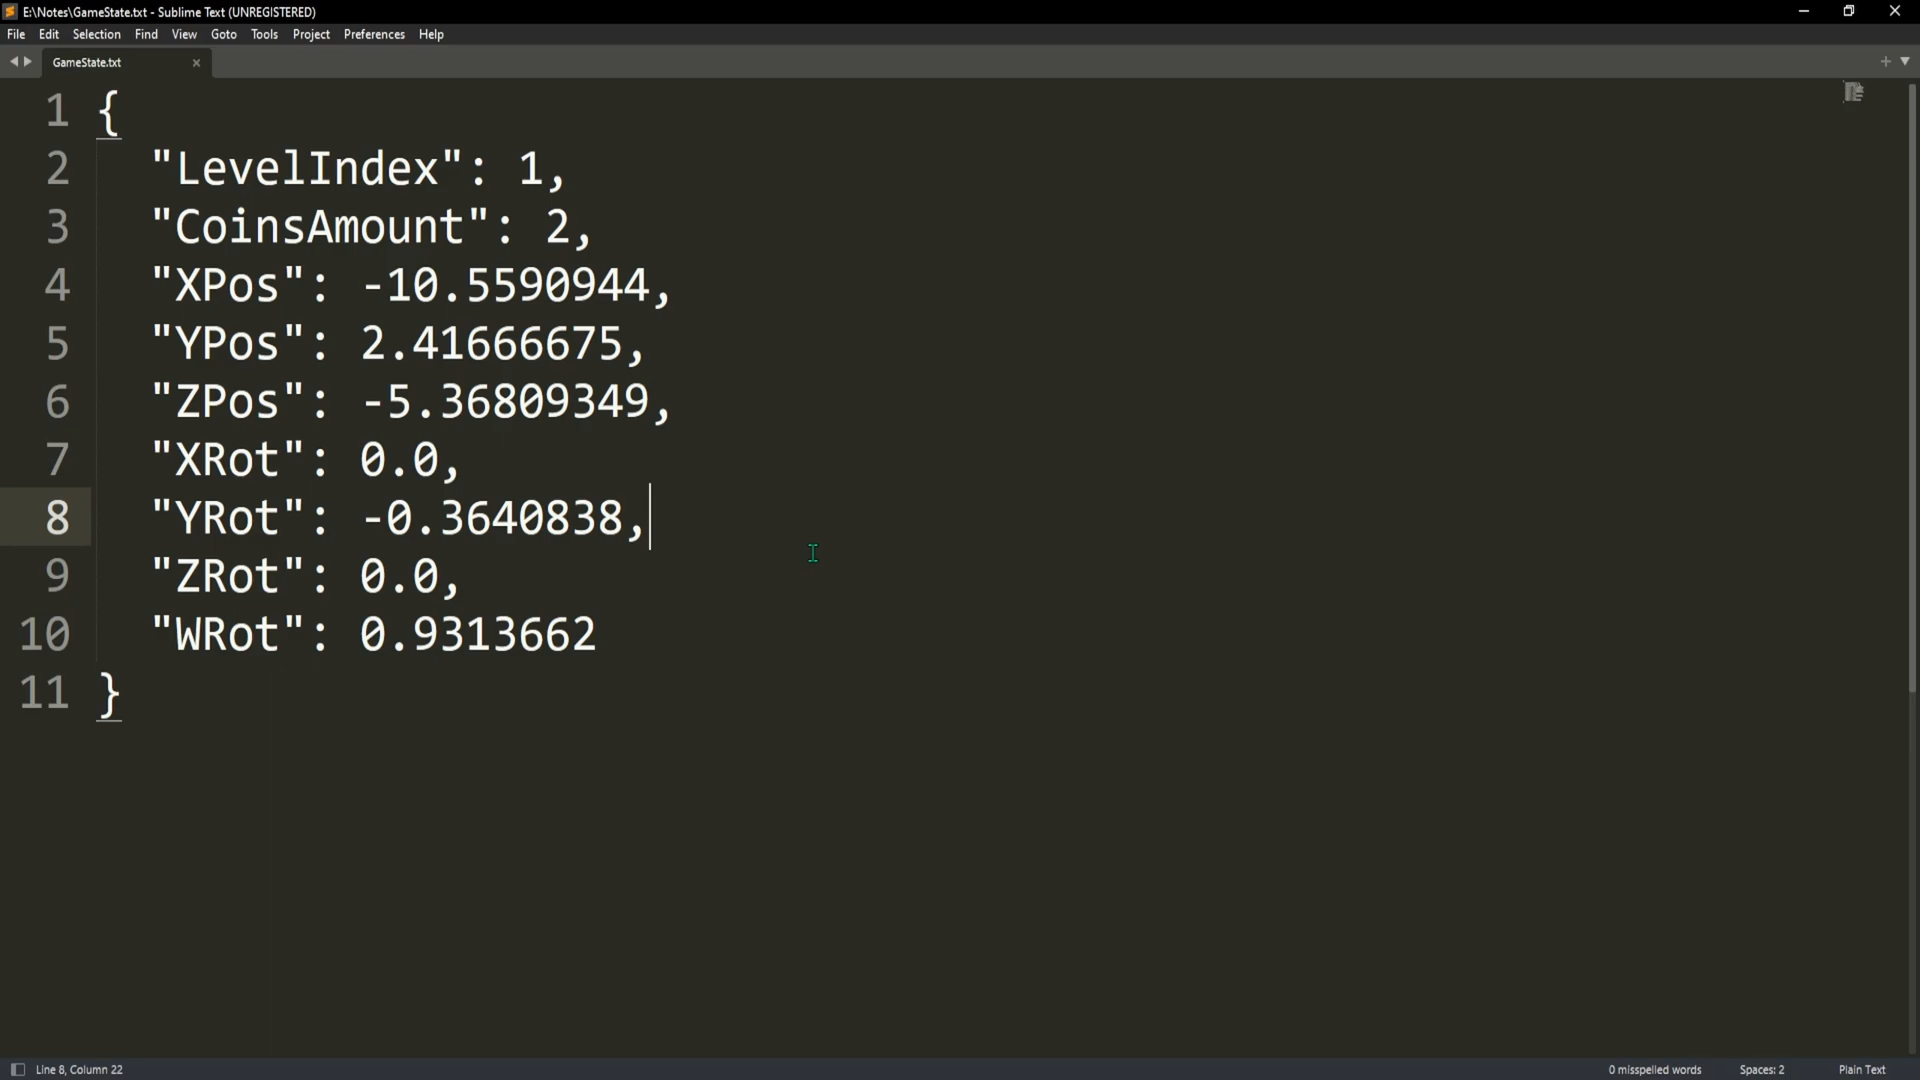 E:\Notes\GameState.txt - Sublime Text (UNREGISTERED)
File Edit Selection Find View Goto Tools Project Preferences Help
GameState.txt
1 {
2 "LevelIndex": 1,
3 "CoinsAmount": 2,
4 "XPos": -10.5590944,
5 "YPos": 2.41666675,
6 "ZPos": -5.36809349,
7 "XRot": 0.0,
8 "YRot": -0.3640838,
9 "ZRot": 0.0,
10 "WRot": 0.9313662
11 }
Line 8, Column 22 0 misspelled words Spaces: 2 Plain Text